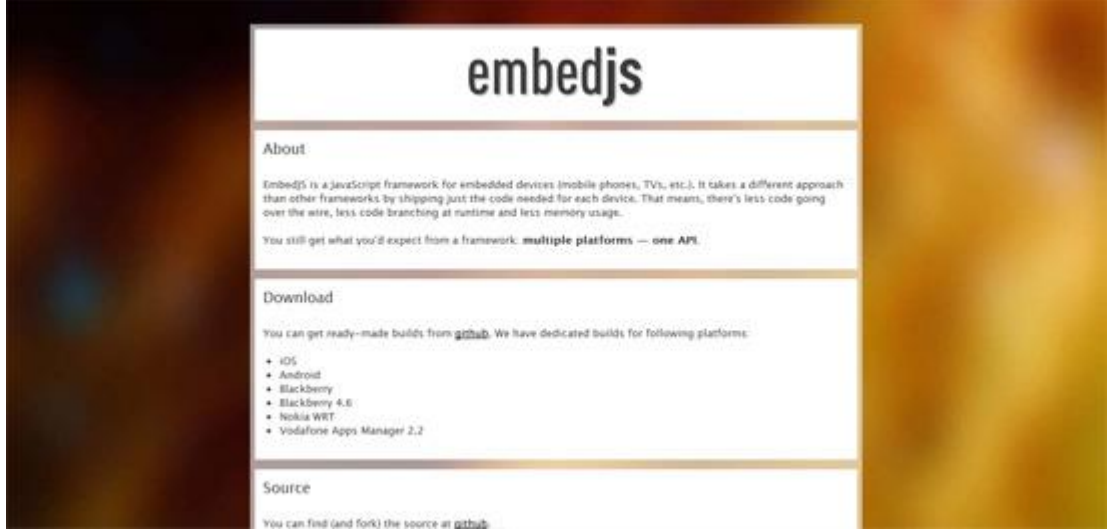 embedjs
About
EmbedJS is a JavaScript framework for embedded devices (mobile phones, TVs, etc.). It takes a different approach
than other frameworks by shipping just the code needed for each device. That means, there's less code going
over the wire, less code branching at runtime and less memory usage.
You still get what you'd expect from a framework: multiple platforms — one API.
Download
You can get ready-made builds from github. We have dedicated builds for following platforms:
• iOS
• Android
• Blackberry
• Blackberry 4.6
• Nokia WRT
• Vodafone Apps Manager 2.2
Source
You can find (and fork) the source at github.